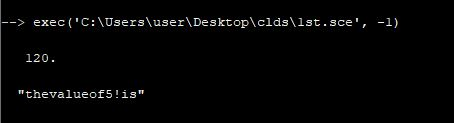 --> exec('C:\Users\user\Desktop\clds\1st.sce', -1)
120.
"thevalueof5!is"